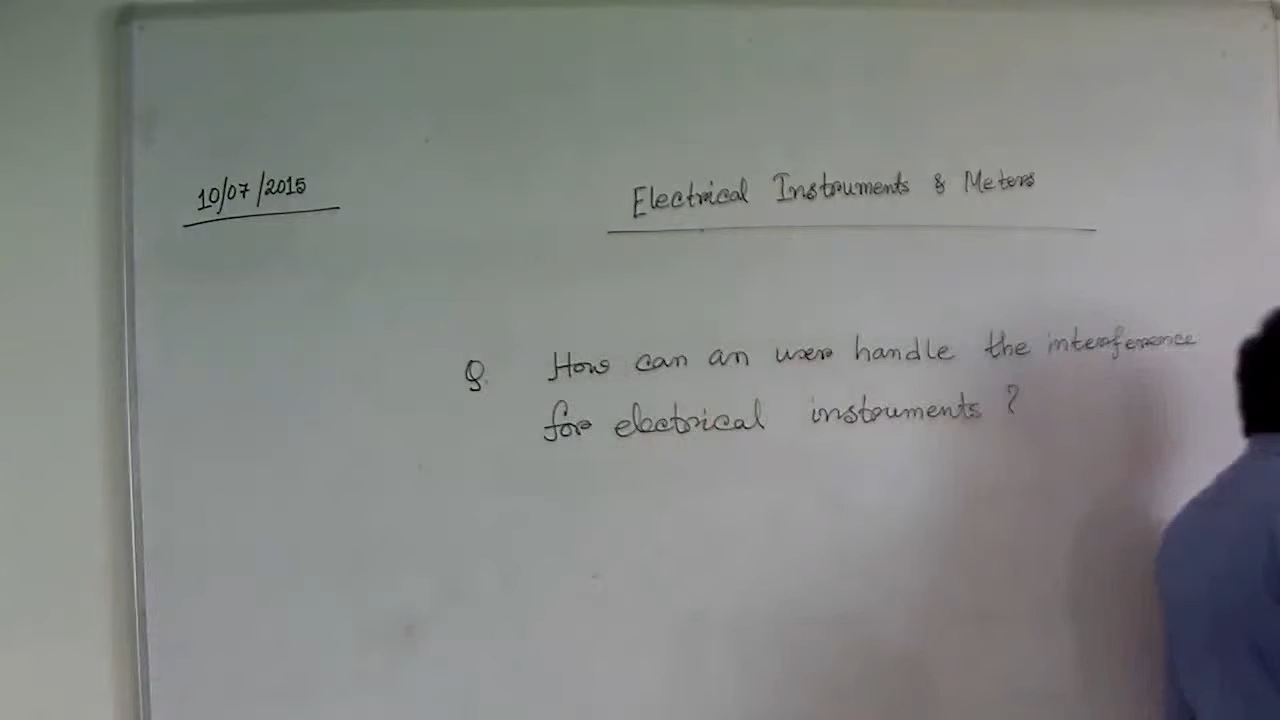 10/07/2015
Electrical Instruments & Meters
Q. How can an user handle the interference
for electrical instruments ?